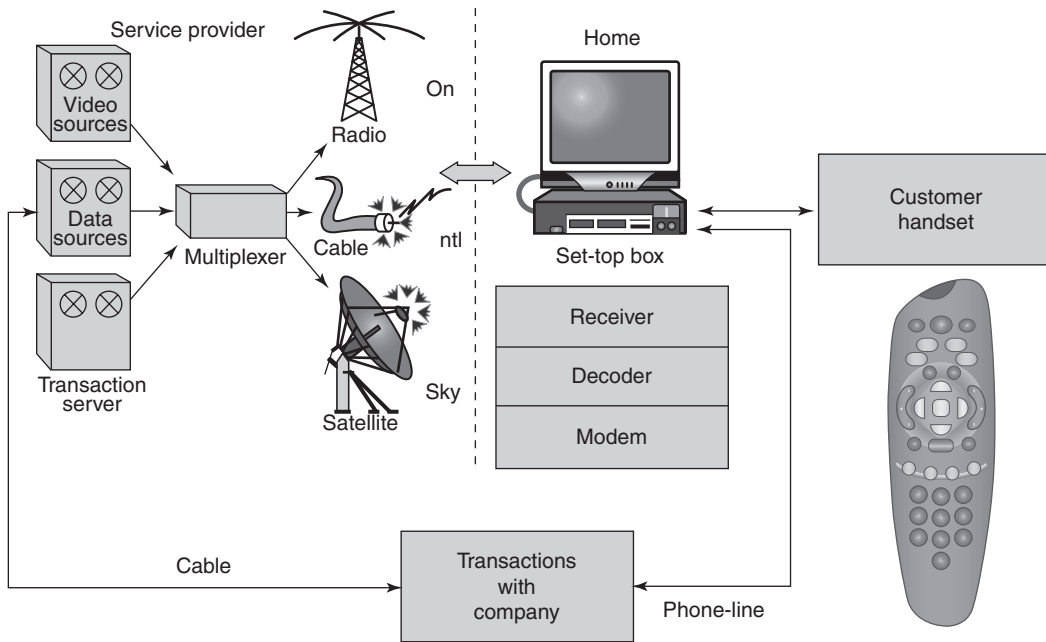 Service provider
Video
sources
Data
sources
Transaction
server
Multiplexer
Radio
On
Cable
ntl
Satellite
Sky
Home
Set-top box
Receiver
Decoder
Modem
Customer
handset
Cable
Transactions
with
company
Phone-line